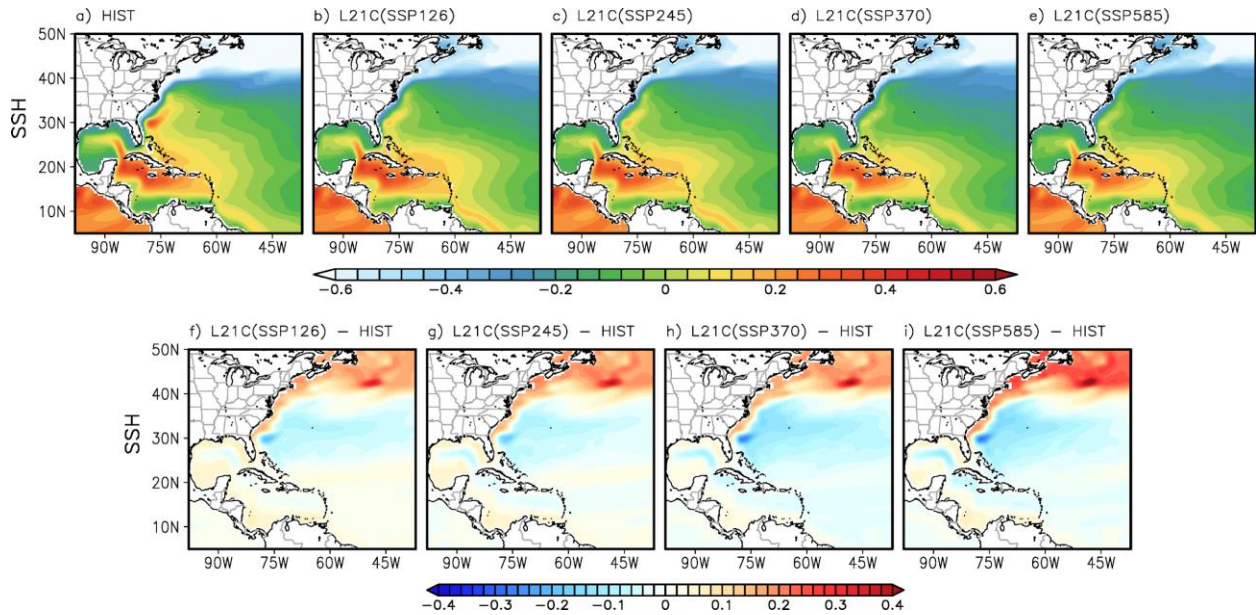 a) HIST b) L21C(SSP126) c) L21C(SSP245) d) L21C(SSP370) e) L21C(SSP585)
50N
40N
SSH
30N
20N
10N
90W 75W 60W 45W 90W 75W 60W 45W 90W 75W 60W 45W 90W 75W 60W 45W 90W 75W 60W 45W
−0.6 −0.4 −0.2 0 0.2 0.4 0.6
f) L21C(SSP126) − HIST g) L21C(SSP245) − HIST h) L21C(SSP370) − HIST i) L21C(SSP585) − HIST
50N
40N
SSH
30N
20N
10N
90W 75W 60W 45W 90W 75W 60W 45W 90W 75W 60W 45W 90W 75W 60W 45W
−0.4 −0.3 −0.2 −0.1 0 0.1 0.2 0.3 0.4